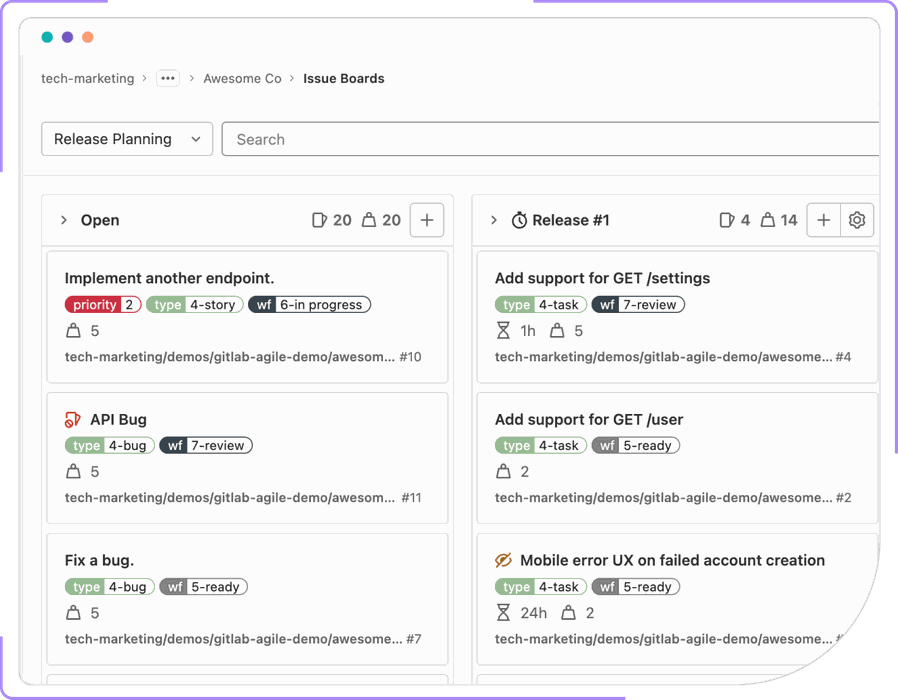 tech-marketing > ••• > Awesome Co > Issue Boards
Release Planning
Search
Open 20 20 +
Implement another endpoint.
priority 2 type 4-story wf 6-in progress
5
tech-marketing/demos/gitlab-agile-demo/awesom... #10
API Bug
type 4-bug wf 7-review
5
tech-marketing/demos/gitlab-agile-demo/awesom... #11
Fix a bug.
type 4-bug wf 5-ready
5
tech-marketing/demos/gitlab-agile-demo/awesome... #7
Release #1 4 14 +
Add support for GET /settings
type 4-task wf 7-review
1h 5
tech-marketing/demos/gitlab-agile-demo/awesome... #4
Add support for GET /user
type 4-task wf 5-ready
2
tech-marketing/demos/gitlab-agile-demo/awesome... #2
Mobile error UX on failed account creation
type 4-task wf 5-ready
24h 2
tech-marketing/demos/gitlab-agile-demo/awesome...